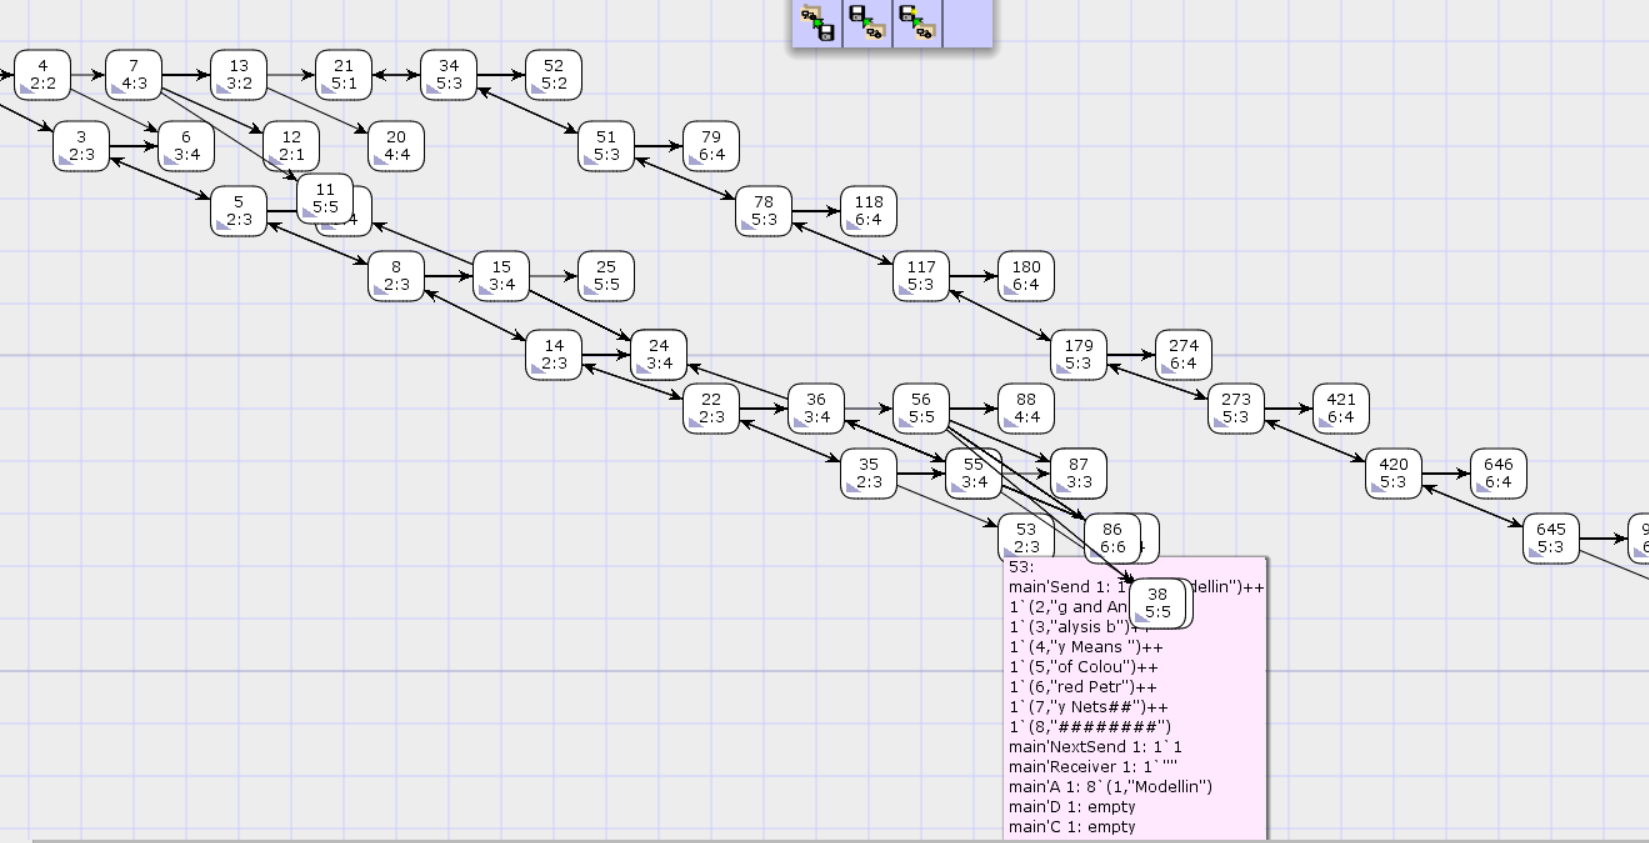 4 7 13 21 34 52
2:2 4:3 3:2 5:1 5:3 5:2
3 6 12 20 51 79
2:3 3:4 2:1 4:4 5:3 6:4
5 11 78 118
2:3 5:5 4 5:3 6:4
8 15 25 117 180
2:3 3:4 5:5 5:3 6:4
14 24 179 274
2:3 3:4 5:3 6:4
22 36 56 88 273 421
2:3 3:4 5:5 4:4 5:3 6:4
35 55 87 420 646
2:3 3:4 3:3 5:3 6:4
53 86 645 9
2:3 6:6 4 5:3 6
53:
main'Send 1: 1 dellin")++
1`(2,"g and An
1`(3,"alysis b")++
1`(4,"y Means ")++
1`(5,"of Colou")++
1`(6,"red Petr")++
1`(7,"y Nets##")++
1`(8,"########")
main'NextSend 1: 1`1
main'Receiver 1: 1`""
main'A 1: 8`(1,"Modellin")
main'D 1: empty
main'C 1: empty
38
5:5